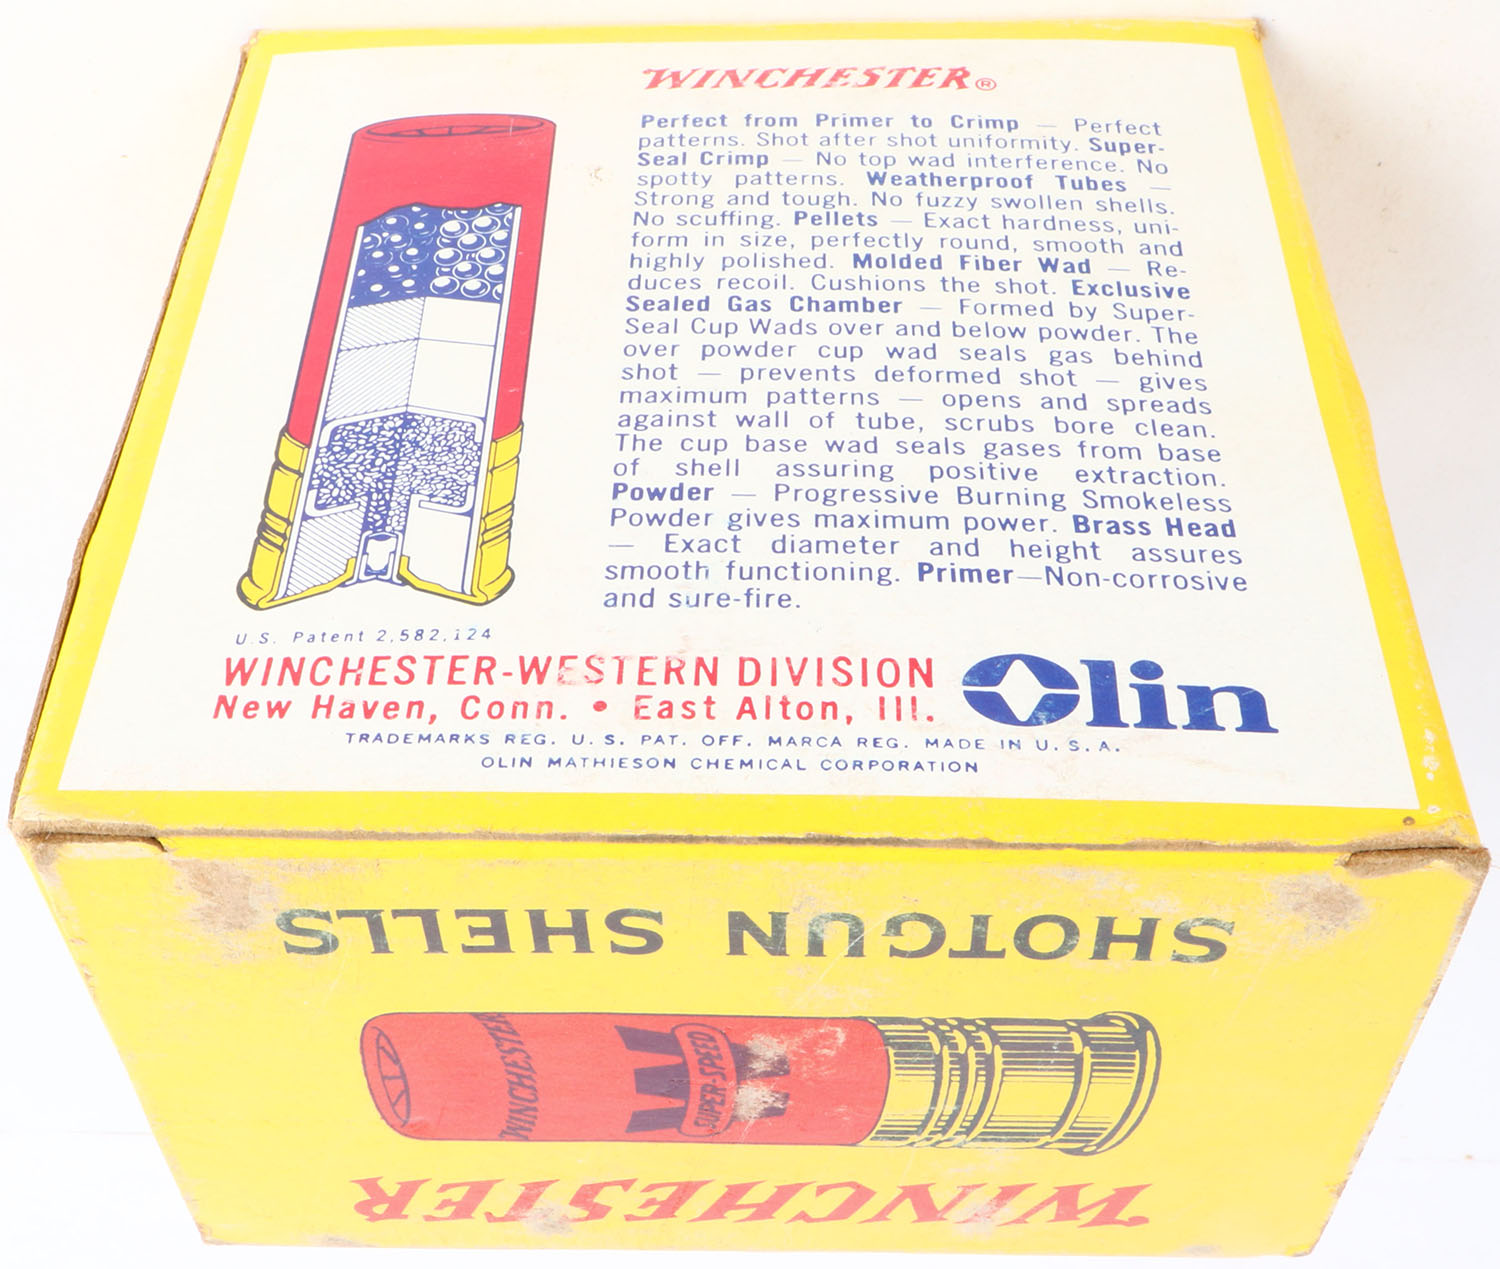 WINCHESTER®
Perfect from Primer to Crimp — Perfect
patterns. Shot after shot uniformity. Super-
Seal Crimp — No top wad interference. No
spotty patterns. Weatherproof Tubes —
Strong and tough. No fuzzy swollen shells.
No scuffing. Pellets — Exact hardness, uni-
form in size, perfectly round, smooth and
highly polished. Molded Fiber Wad — Re-
duces recoil. Cushions the shot. Exclusive
Sealed Gas Chamber — Formed by Super-
Seal Cup Wads over and below powder. The
over powder cup wad seals gas behind
shot — prevents deformed shot — gives
maximum patterns — opens and spreads
against wall of tube, scrubs bore clean.
The cup base wad seals gases from base
of shell assuring positive extraction.
Powder — Progressive Burning Smokeless
Powder gives maximum power. Brass Head
— Exact diameter and height assures
smooth functioning. Primer—Non-corrosive
and sure-fire.
U.S. Patent 2,582,124
WINCHESTER-WESTERN DIVISION
New Haven, Conn. • East Alton, Ill.
Olin
TRADEMARKS REG. U. S. PAT. OFF. MARCA REG. MADE IN U. S. A.
OLIN MATHIESON CHEMICAL CORPORATION
SHOTGUN SHELLS
WINCHESTER
W
SUPER-SPEED
WINCHESTER